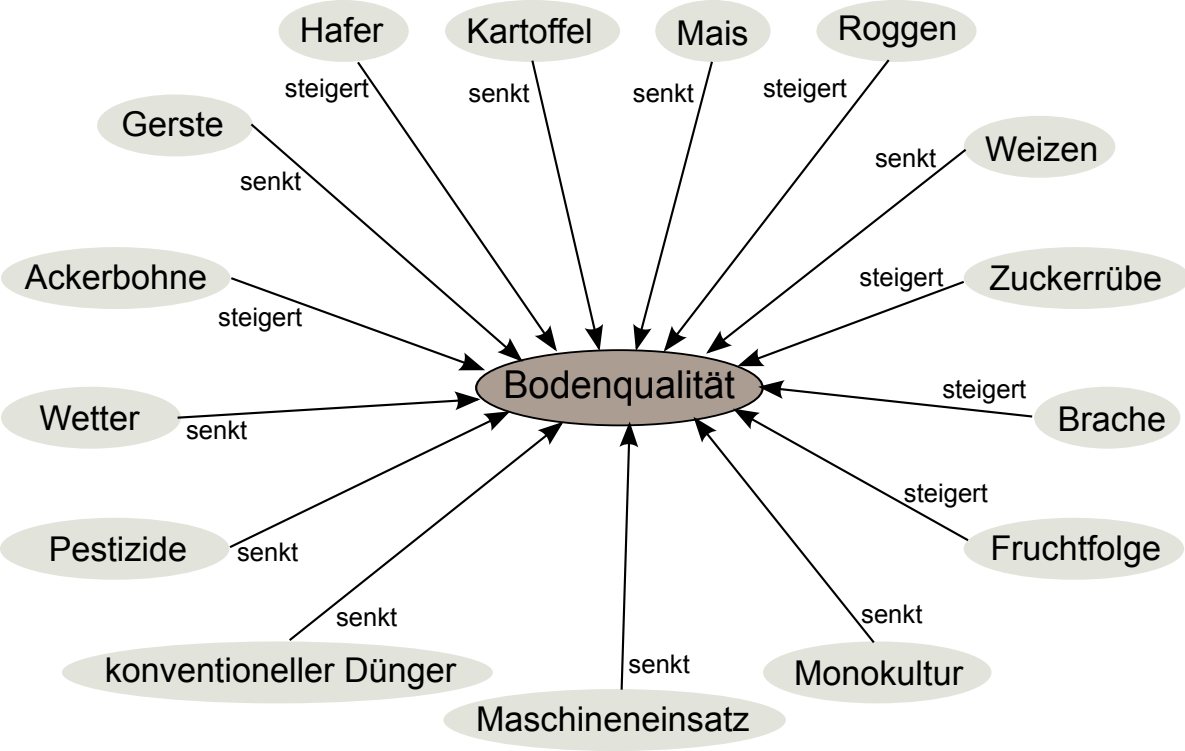 Hafer
Kartoffel
Mais
Roggen
steigert
senkt
senkt
steigert
Gerste
Weizen
senkt
senkt
Ackerbohne
Zuckerrübe
steigert
steigert
Bodenqualität
Wetter
senkt
steigert
Brache
Pestizide
senkt
steigert
Fruchtfolge
senkt
senkt
konventioneller Dünger
senkt
Monokultur
Maschineneinsatz